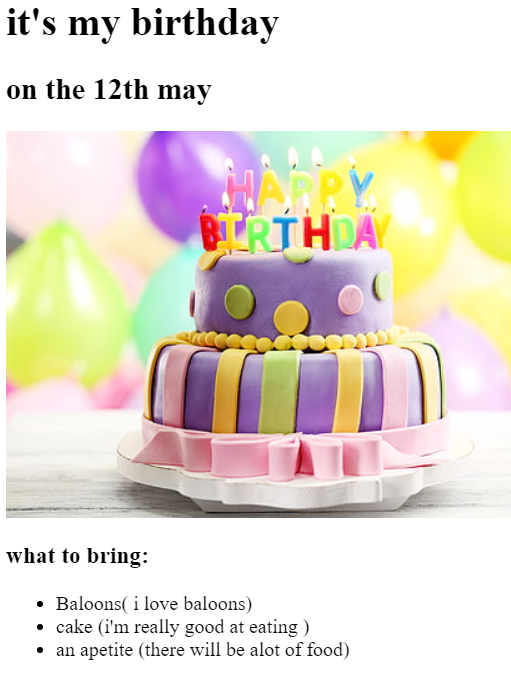 it's my birthday
on the 12th may
HAPPY
BIRTHDAY
what to bring:
Baloons( i love baloons)
cake (i'm really good at eating )
an apetite (there will be alot of food)